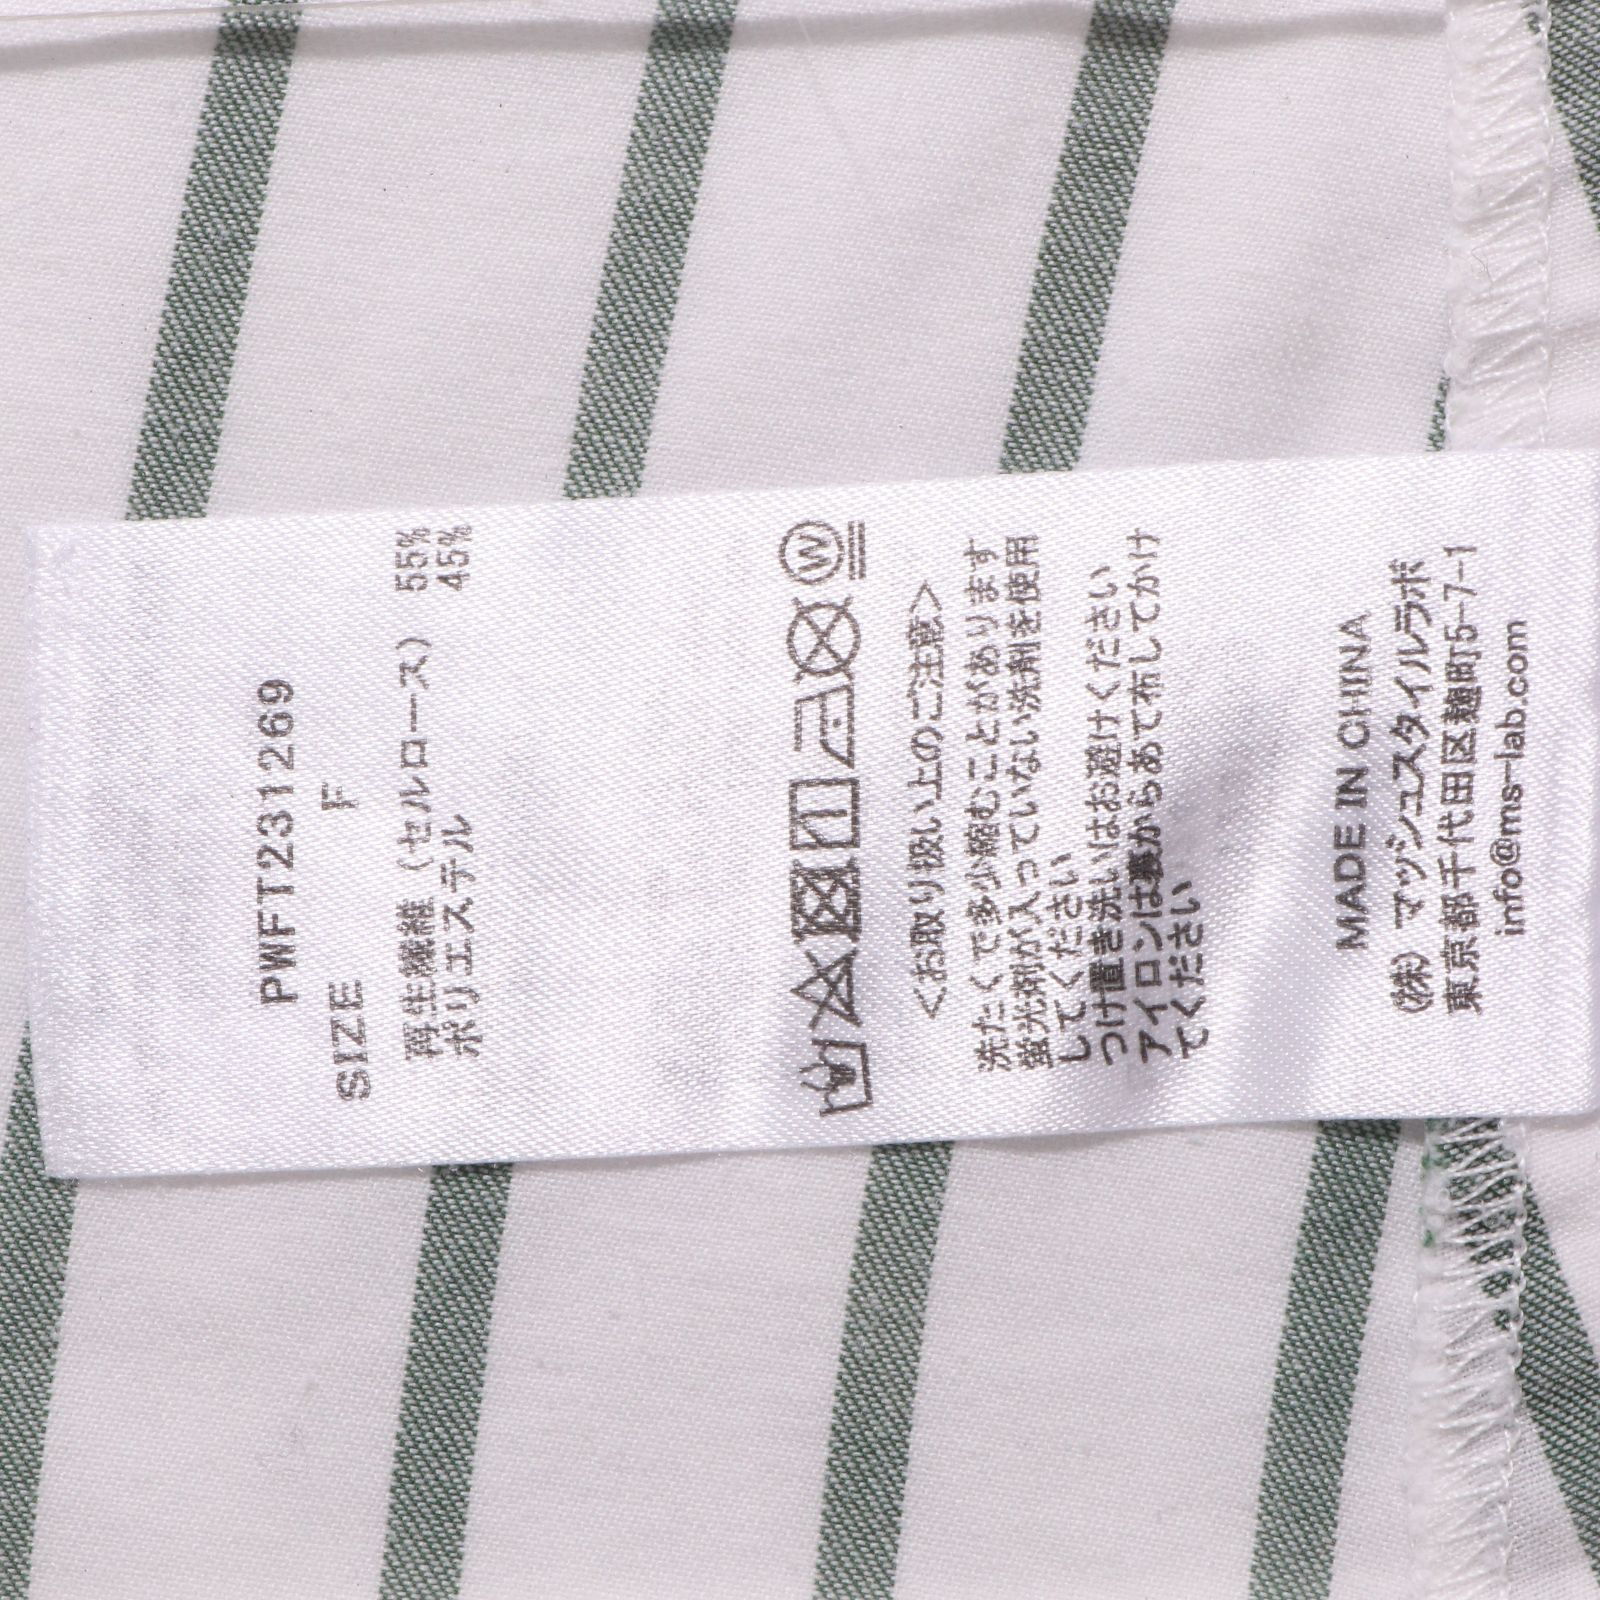 PWFT231269
SIZE F
再生繊維(セルロース) 55%
ポリエステル 45%
W
<お取り扱い上のご注意>
洗たくで多少縮むことがあります
蛍光剤が入っていない洗剤を使用
してください
つけ置き洗いはお避けください
アイロンは裏からあて布してかけ
てください
MADE IN CHINA
(株)マッシュスタイルラボ
東京都千代田区麹町5-7-1
info@ms-lab.com